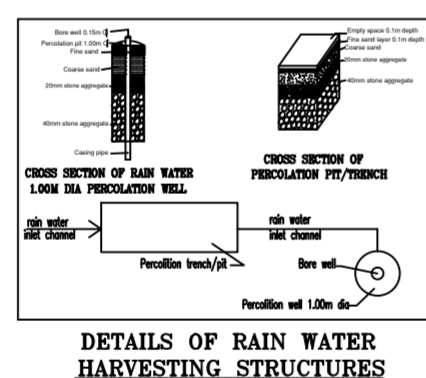 Bore well 0.15m
Percolation pit 1.00m
Fine sand
Coarse sand
20mm stone aggregate
40mm stone aggregate
Casing pipe
CROSS SECTION OF RAIN WATER
1.00M DIA PERCOLATION WELL
Empty space 0.1m depth
Fine sand layer 0.1m depth
Coarse sand
20mm stone aggregate
40mm stone aggregate
CROSS SECTION OF
PERCOLATION PIT/TRENCH
rain water
inlet channel
Percolition trench/pit
rain water
inlet channel
Bore well
Percolition well 1.00m dia
DETAILS OF RAIN WATER
HARVESTING STRUCTURES